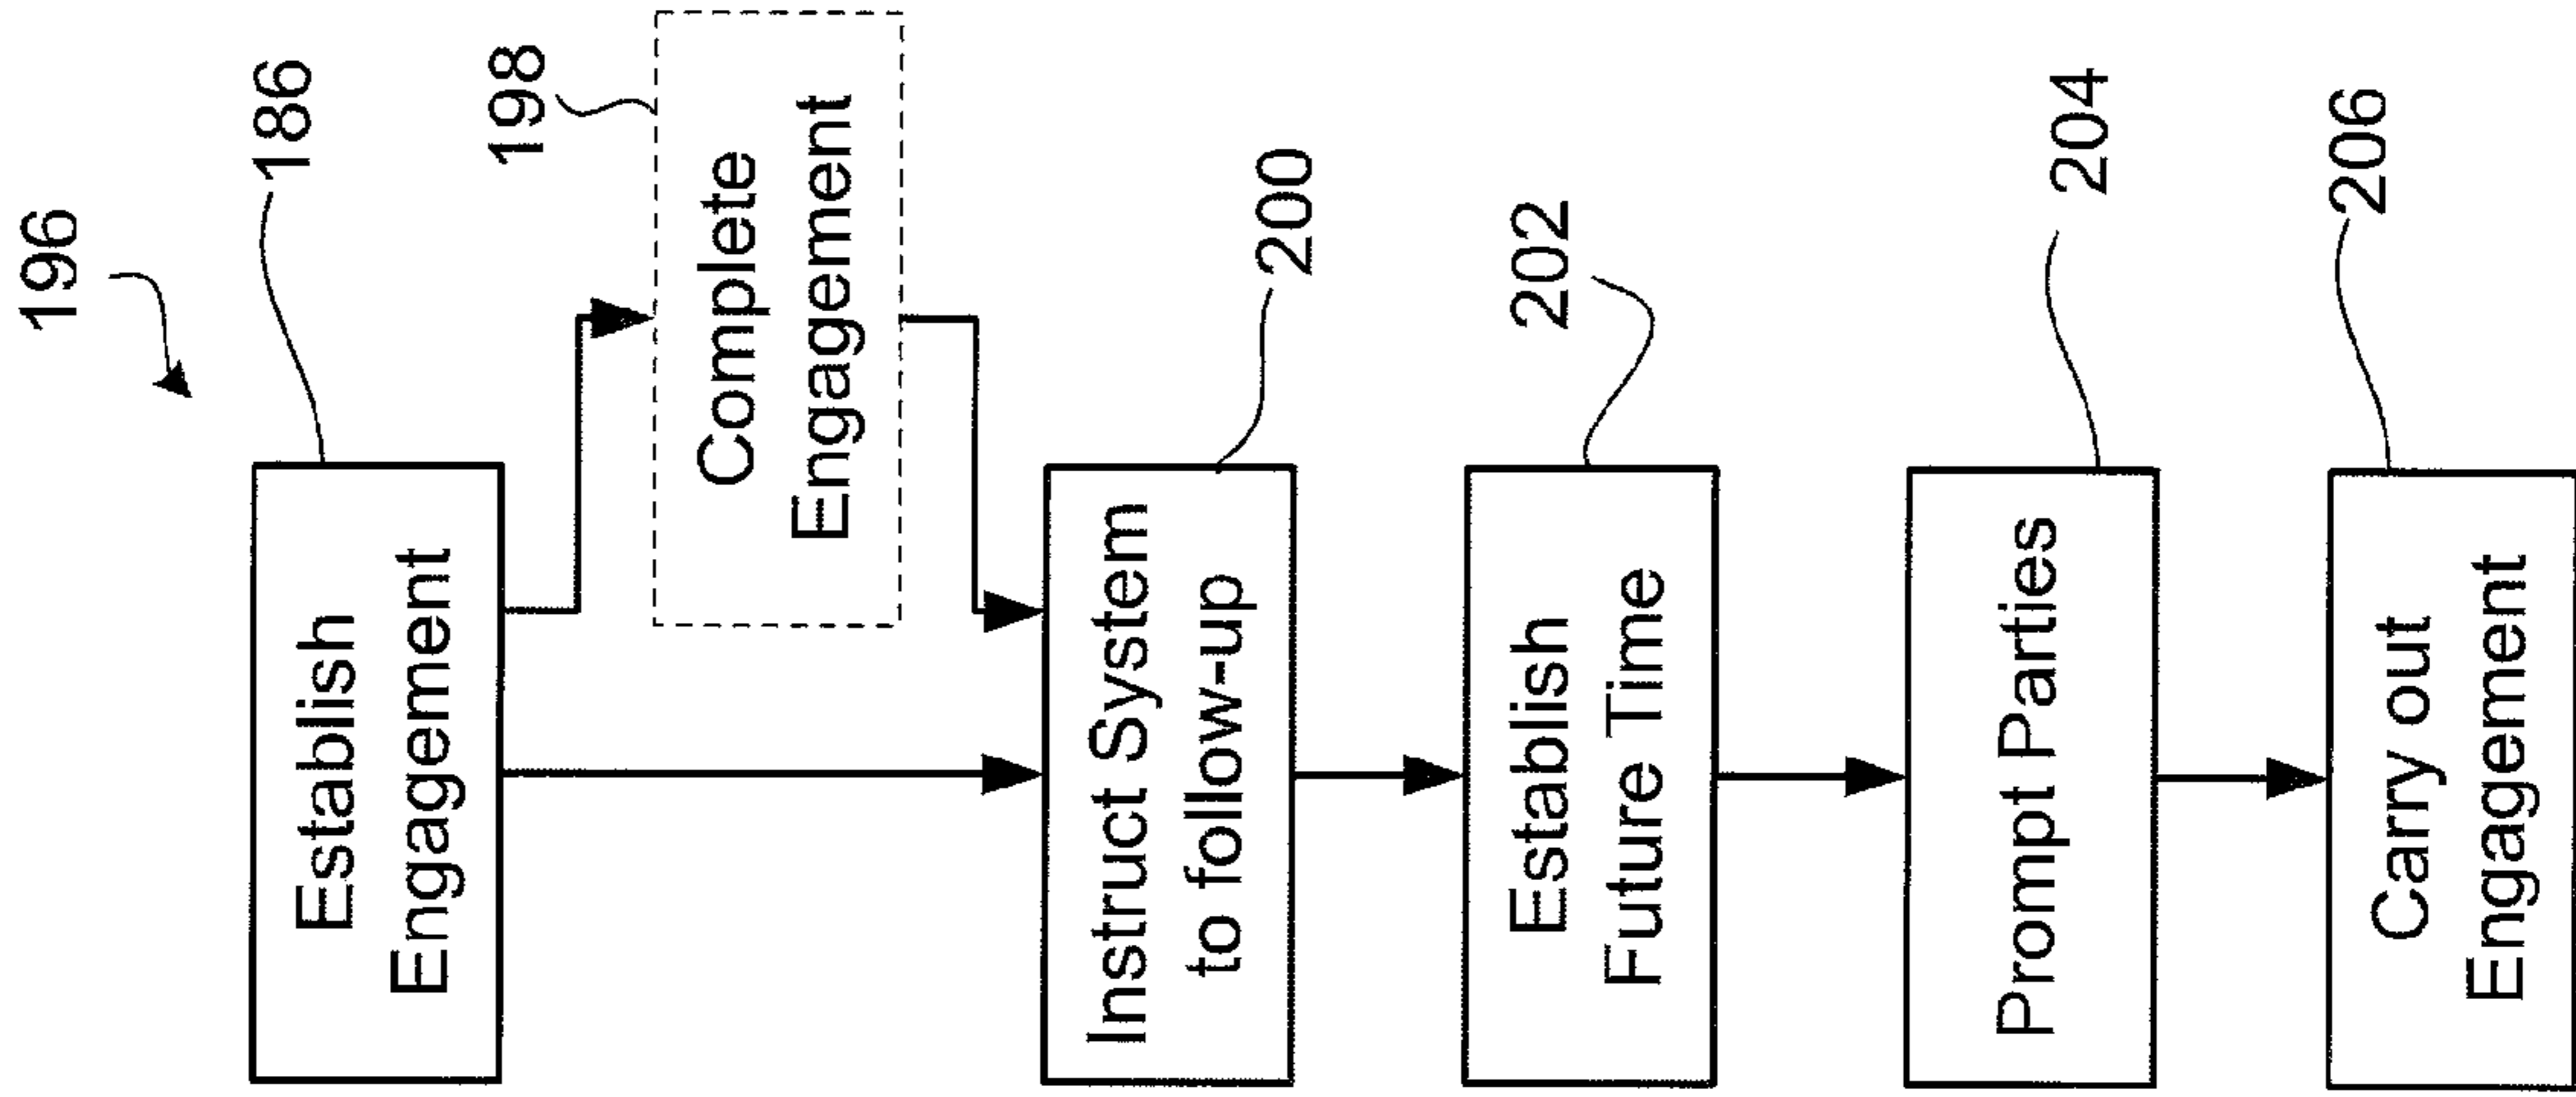 196
186
Establish
Engagement
198
Complete
Engagement
200
Instruct System
to follow-up
202
Establish
Future Time
204
Prompt Parties
206
Carry out
Engagement